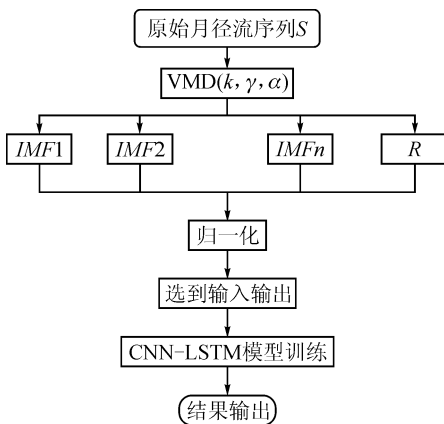 原始月径流序列S
VMD(k, γ, α)
IMF1 IMF2 IMFn R
归一化
选到输入输出
CNN-LSTM模型训练
结果输出